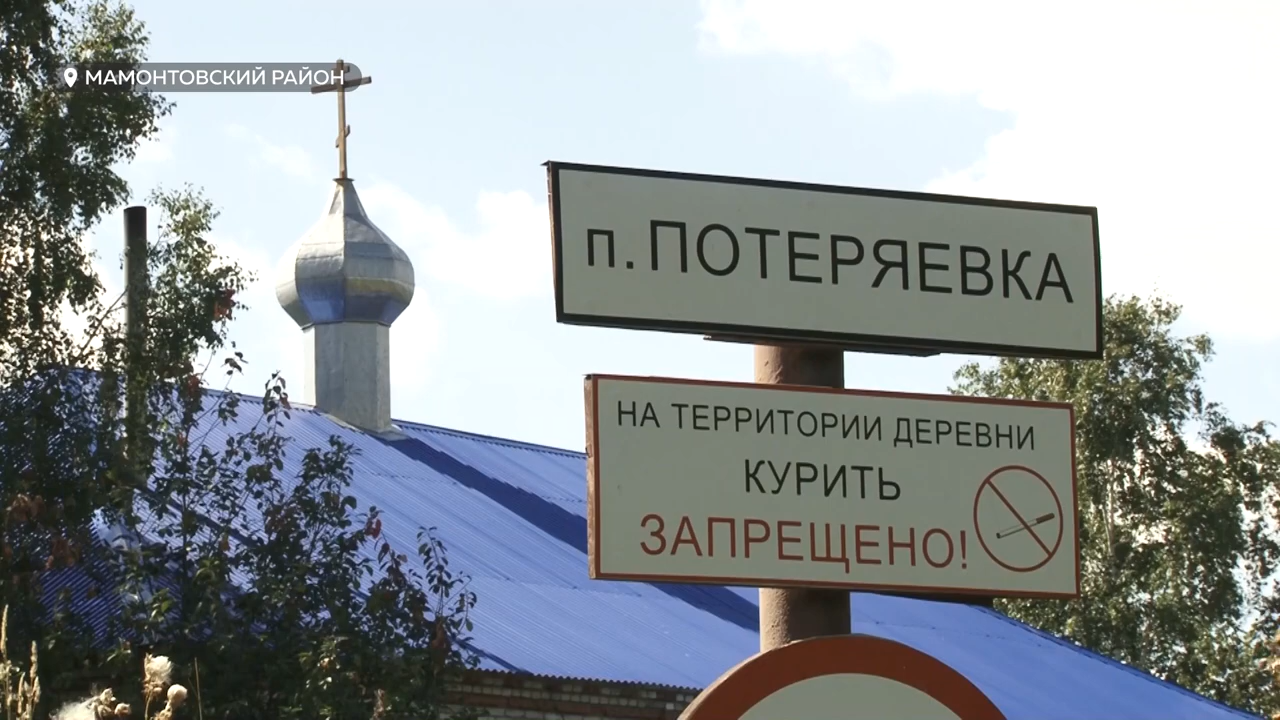 МАМОНТОВСКИЙ РАЙОН
п. ПОТЕРЯЕВКА
НА ТЕРРИТОРИИ ДЕРЕВНИ
КУРИТЬ
ЗАПРЕЩЕНО!